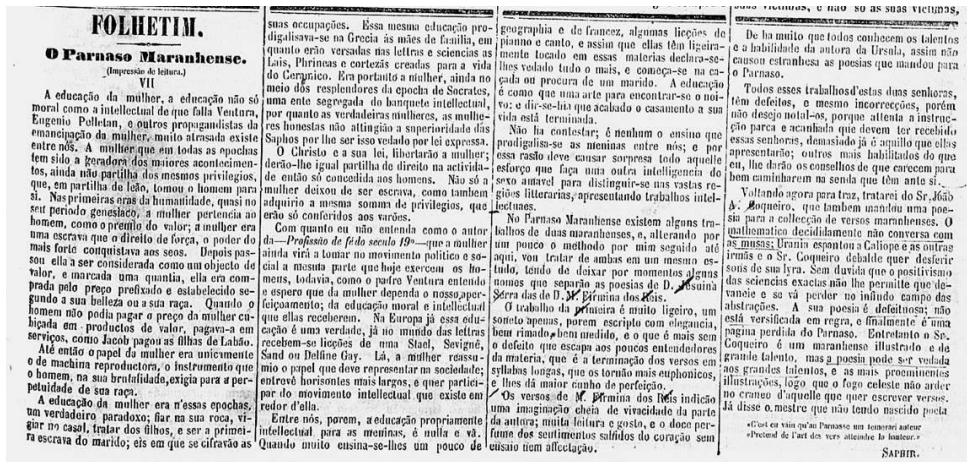 FOLHETIM.
O Parnaso Maranhense.
(Impressão de leitura.)
VII
A educação da mulher, a educação não só
moral como a intellectual de que falla Ventura,
Eugenio Pelletan, e outros propagandistas da
emancipação da mulher, muito atrasada existe
entre nós. A mulher que em todas as epochas
tem sido a geradora dos maiores acontecimen-
tos, ainda não partilha dos mesmos privilegios,
que, em partilha de leão, tomou o homem para
si. Nas primeiras eras da humanidade, quasi no
seu periodo genesiaco, a mulher pertencia ao
homem, como o premio do valor; a mulher era
uma escrava que o direito de força, o poder do
mais forte conquistava aos seos. Depois pas-
sou ella a ser considerada como um objecto de
valor, e marcada uma quantia, ella era com-
prada pelo preço prefixado e estabelecido se-
gundo a sua belleza ou a sua raça. Quando o
homem não podia pagar o preço da mulher cu-
biçada em productos de valor, pagava-a em
serviços, como Jacob pagou as filhas de Labão.
Até então o papel da mulher era unicamente
o de machina reproductora, o instrumento que
o homem, na sua brutalidade, exigia para a per-
petuidade de sua raça.
A educação da mulher era n'essas epochas,
um verdadeiro paradoxo; fiar na roca, vi-
giar no casal, tratar dos filhos, e ser a primei-
ra escrava do marido; eis em que se cifravão as
suas occupações. Essa mesma educação pro-
digalisava-se na Grecia ás mães de familia, em
quanto erão versadas nas letras e sciencias as
Lais, Phrineas e cortezãs creadas para a vida
do Ceramico. Era portanto a mulher, ainda no
meio dos resplendores da epocha de Socrates,
uma ente segregada do banquete intellectual,
por quanto as verdadeiras mulheres, as mulhe-
res honestas não attingião a superioridade das
Saphos por lhe ser isso vedado por lei expressa.
O Christo e a sua lei, libertarão a mulher;
derão-lhe igual partilha de direito na activida-
de até então só concedida aos homens. Não só a
mulher deixou de ser escrava, como tambem
adquirio a mesma somma de privilegios, que
erão só conferidos aos varões.
Com quanto eu não entenda como o autor
da—Profissão de fé do seculo 19º—que a mulher
ainda virá a tomar no movimento politico e so-
cial a mesma parte que hoje exercem os ho-
mens, todavia, como o padre Ventura entendo
e espero que da mulher dependa o nosso aper-
feiçoamento; da educação moral e intellectual
que ellas receberem. Na Europa já essa edu-
cação é uma verdade, já no mundo das lettras
recebem-se licções de uma Stael, Sevigné,
Sand ou Delfine Gay. Lá, a mulher reassu-
mio o papel que deve representar na sociedade;
entrevê horisontes mais largos, e quer partici-
par do movimento intellectual que existe em
redor d'ella.
Entre nós, porem, a educação propriamente
intellectual para as meninas, é nulla e vã.
Quando muito ensina-se-lhes um pouco de
geographia e de francez, algumas licções de
pianno e canto, e assim que ellas têm ligeira-
mente tocado em essas materias declara-se-
lhes vedado tudo o mais, e começa-se na ca-
çada ou procura de um marido. A educação
é como que uma arte para encontrar-se o noi-
vo: e dir-se-hia que acabado o casamento a sua
vida está terminada.
Não ha contestar; é nenhum o ensino que
prodigalisa-se as meninas entre nós; e por
essa rasão deve causar sorpresa todo aquelle
esforço que faça uma outra intelligencia do
sexo amavel para distinguir-se nas vastas re-
giões litterarias, apresentando trabalhos intel-
lectuaes.
No Parnaso Maranhense existem alguns tra-
balhos de duas maranhenses, e, alterando por
um pouco o methodo por mim seguido até
aqui, vou tratar de ambas em um mesmo es-
tudo, tendo de deixar por momentos alguns
nomes que separão as poesias de D. Jesuina
Serra das de D. M. Firmina dos Reis.
O trabalho da primeira é muito ligeiro, um
soneto apenas, porem escripto com elegancia,
bem rimado, bem medido, e o que é mais sem
o defeito que escapa aos poucos entendedores
da materia, que é a terminação dos versos em
syllabas longas, que os tornão mais euphonicos,
e lhes dá maior cunho de perfeição.
Os versos de M. Firmina dos Reis indicão
uma imaginação cheia de vivacidade da parte
da autora; muita leitura e gosto, e o doce per-
fume dos sentimentos sahidos do coração sem
ensaio nem affectação.
suas victimas, e não só as suas victimas,
De ha muito que todos conhecem os talentos
e a habilidade da autora da Ursula, assim não
causou estranhesa as poesias que mandou para
o Parnaso.
Todos esses trabalhos d'estas duas senhoras,
têm defeitos, e mesmo incorrecções, porém
não desejo notal-os, porque attenta a instruc-
ção parca e acanhada que devem ter recebido
essas senhoras, demasiado já é aquillo que ellas
apresentarão; outros mais habilitados do que
eu, lhe darão os conselhos de que carecem para
bem caminharem na senda que têm ante si.
Voltando agora para traz, tratarei do Sr. João
A. Coqueiro, que tambem mandou uma poe-
sia para a collecção de versos maranhenses. O
mathematico decididamente não conversa com
as musas; Urania espantou a Caliope e as outras
irmãs e o Sr. Coqueiro debalde quer desferir
sons de sua lyra. Sem duvida que o positivismo
das sciencias exactas não lhe permitte que de-
vaneie e se vá perder no infindo campo das
abstracções. A sua poesia é defeituosa; não
está versificada em regra, e finalmente é uma
pagina perdida do Parnaso. Entretanto o Sr.
Coqueiro é um maranhense illustrado e de
grande talento, mas a poesia póde ser vedada
aos grandes talentos, e as mais proeminentes
illustrações, logo que o fogo celeste não arder
no craneo d'aquelle que quer escrever versos.
Já disse o mestre que não tendo nascido poeta
«C'est en vain qu'au Parnasse un temerari auteur
«Pretend de l'art des vers atteindre la hauteur.»
SAPHIR.